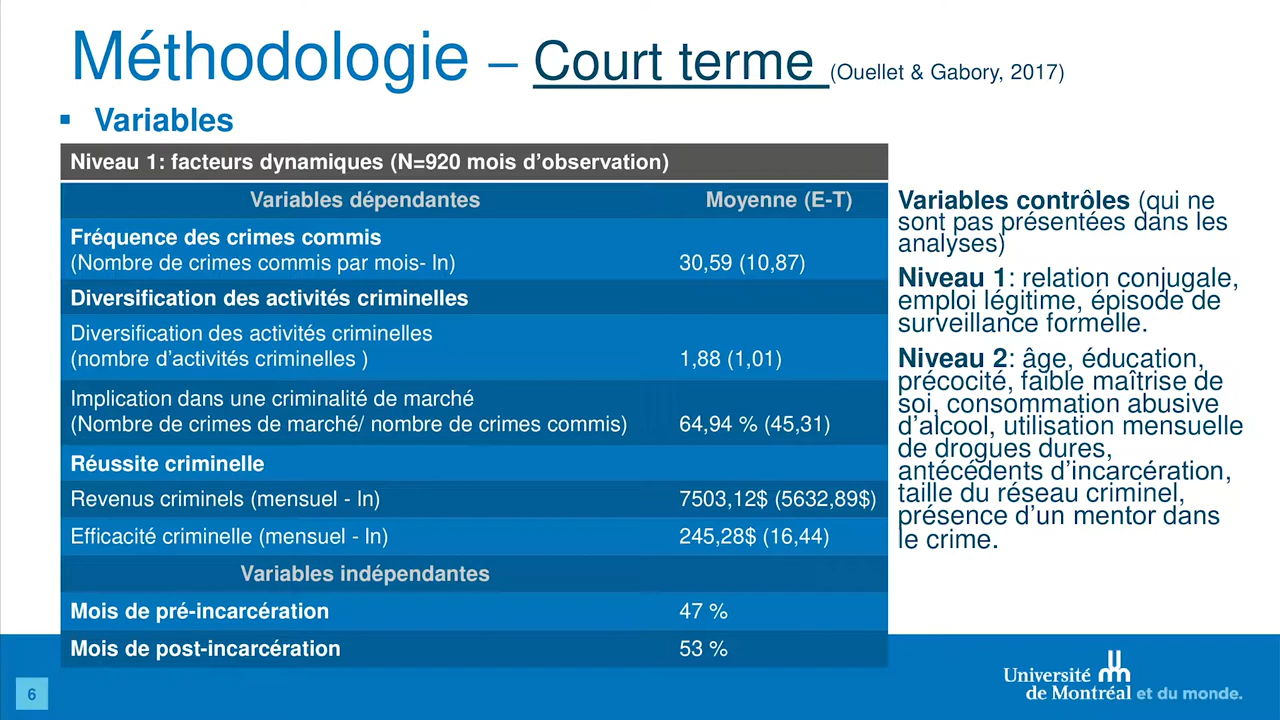 Méthodologie – Court terme (Ouellet & Gabory, 2017)
▪ Variables
Niveau 1: facteurs dynamiques (N=920 mois d’observation)
Variables dépendantes Moyenne (E-T)
Fréquence des crimes commis
(Nombre de crimes commis par mois- ln) 30,59 (10,87)
Diversification des activités criminelles
Diversification des activités criminelles
(nombre d’activités criminelles ) 1,88 (1,01)
Implication dans une criminalité de marché
(Nombre de crimes de marché/ nombre de crimes commis) 64,94 % (45,31)
Réussite criminelle
Revenus criminels (mensuel - ln) 7503,12$ (5632,89$)
Efficacité criminelle (mensuel - ln) 245,28$ (16,44)
Variables indépendantes
Mois de pré-incarcération 47 %
Mois de post-incarcération 53 %
Variables contrôles (qui ne
sont pas présentées dans les
analyses)
Niveau 1: relation conjugale,
emploi légitime, épisode de
surveillance formelle.
Niveau 2: âge, éducation,
précocité, faible maîtrise de
soi, consommation abusive
d’alcool, utilisation mensuelle
de drogues dures,
antécédents d’incarcération,
taille du réseau criminel,
présence d’un mentor dans
le crime.
6
Université
de Montréal et du monde.